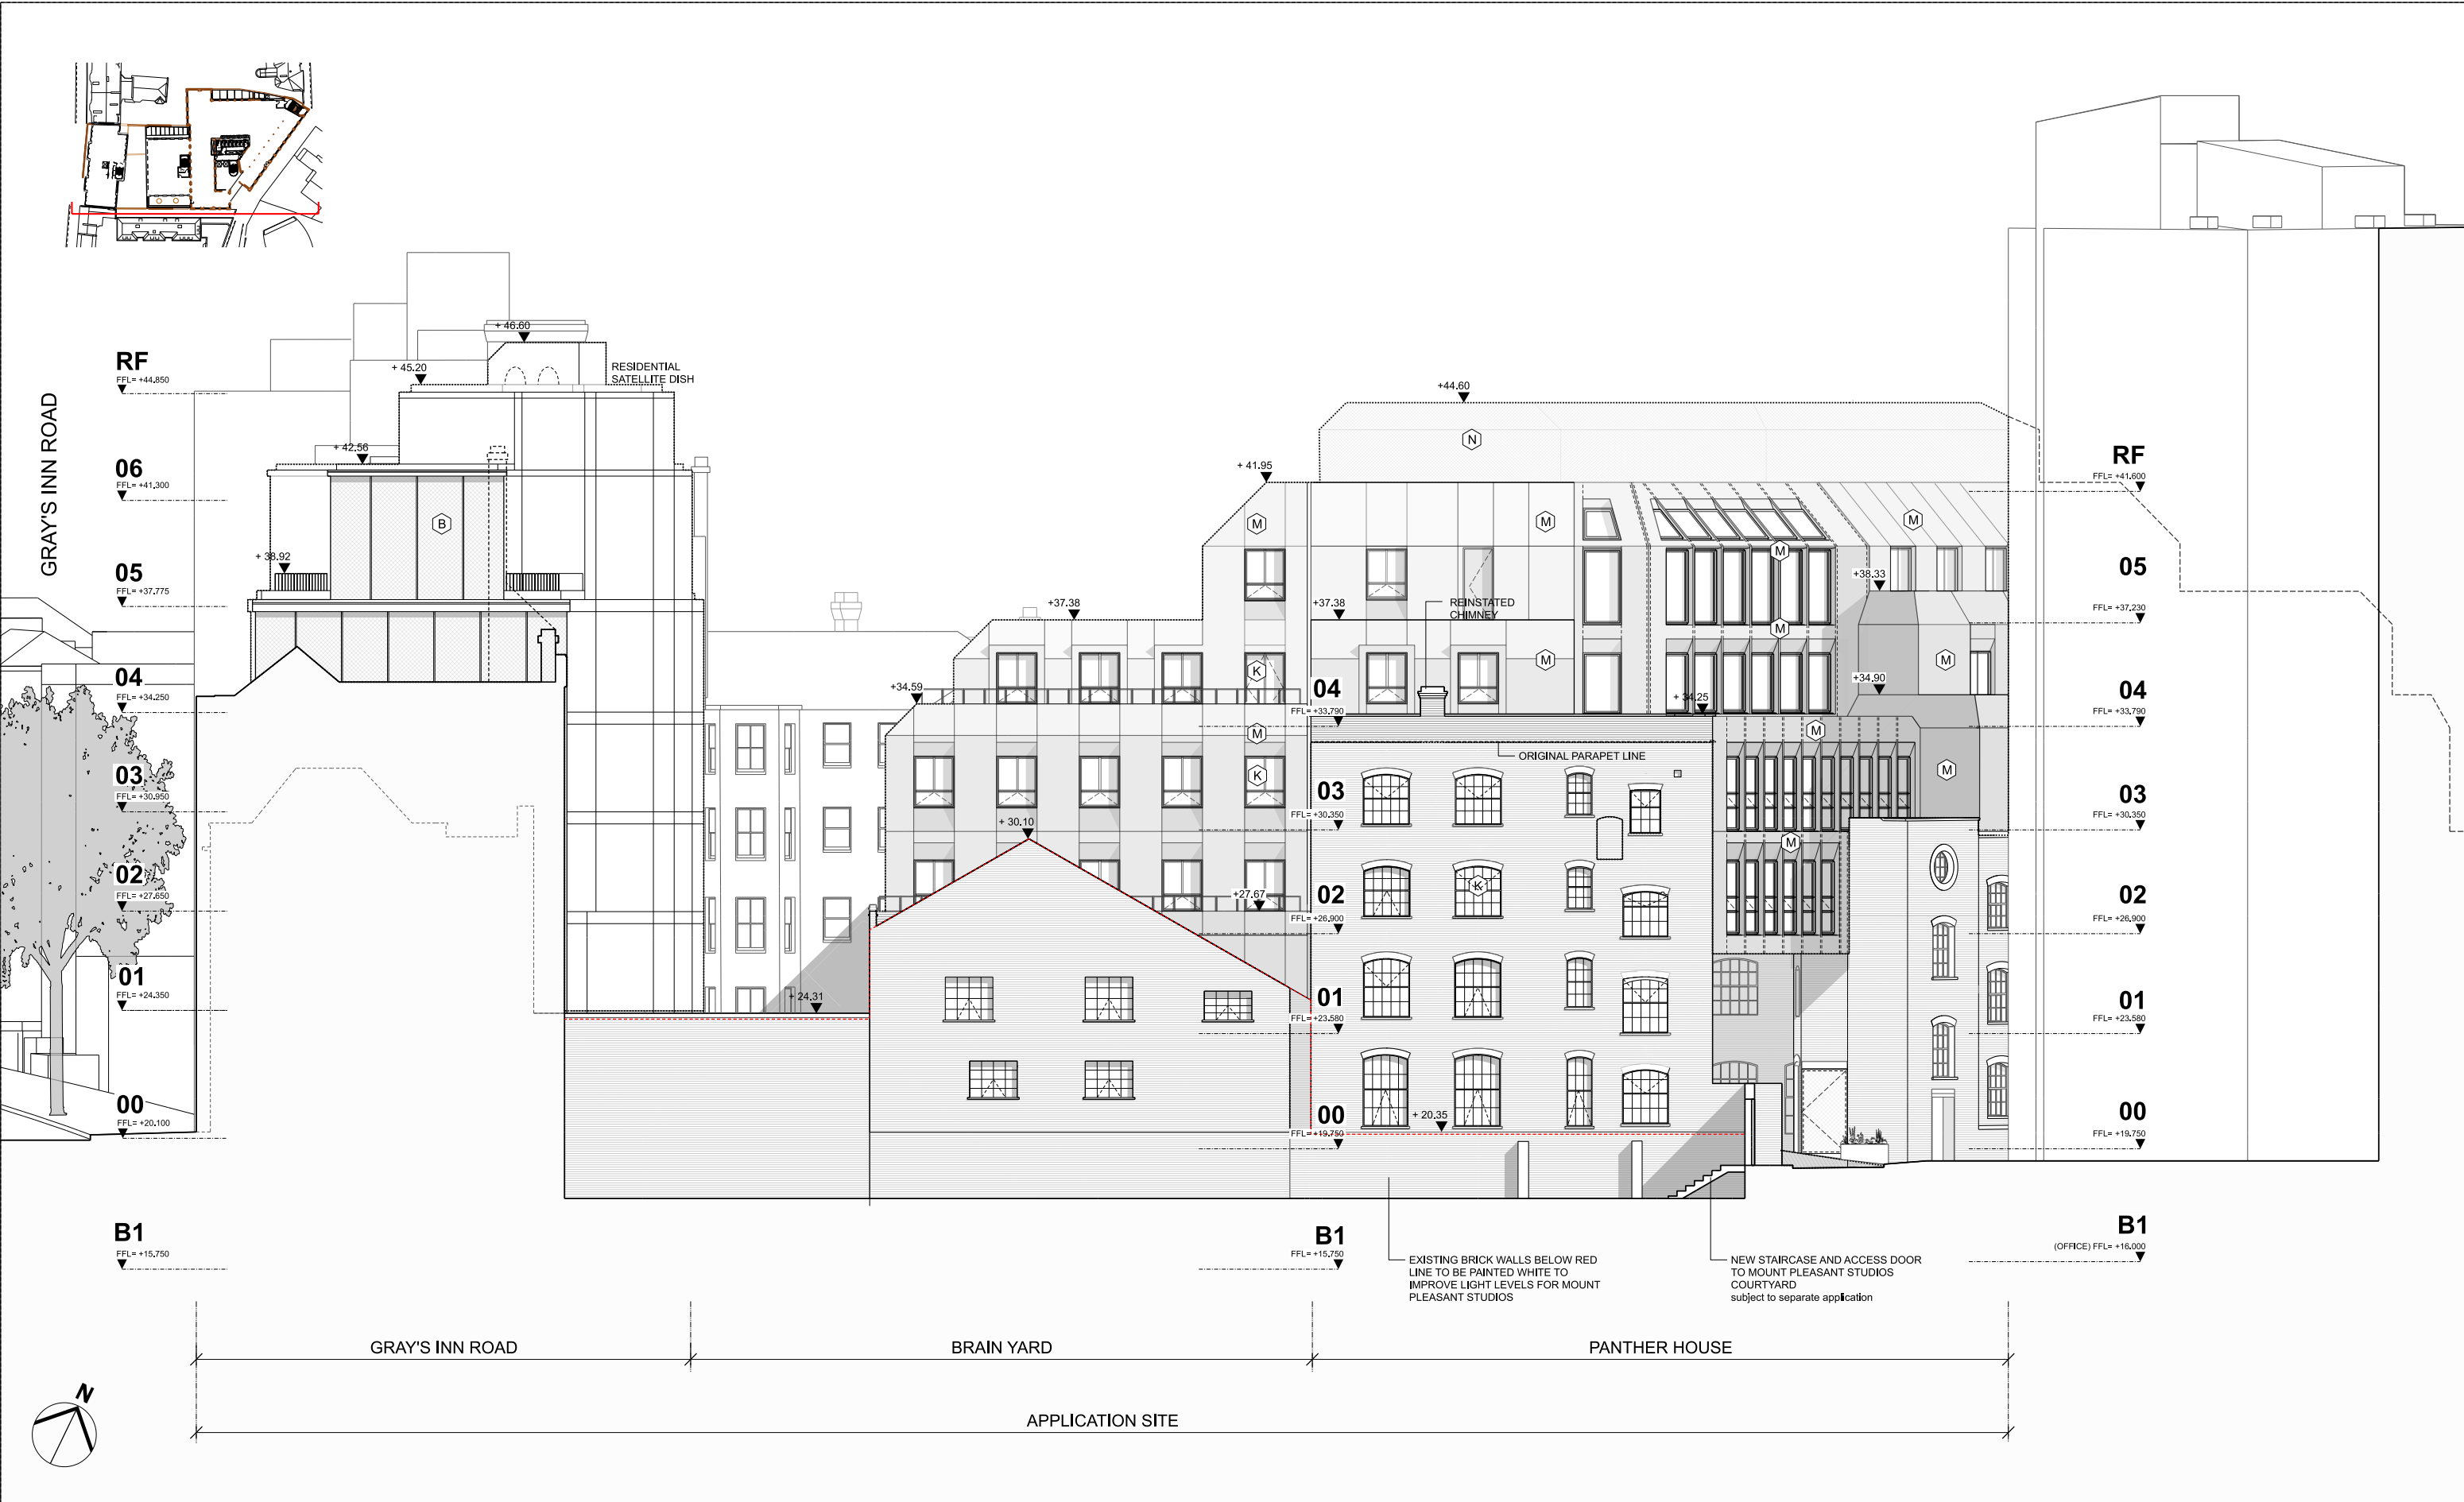 GRAY'S INN ROAD
RF
FFL= +44.850
06
FFL= +41.300
05
FFL= +37.775
04
FFL= +34.250
03
FFL= +30.950
02
FFL= +27.650
01
FFL= +24.350
00
FFL= +20.100
B1
FFL= +15.750
+ 46.60
+ 45.20
RESIDENTIAL
SATELLITE DISH
+ 42.56
B
+ 38.92
+ 24.31
+37.38
+34.59
+ 30.10
+ 41.95
M
K
M
K
+27.67
+44.60
N
M
M
M
+37.38
REINSTATED
CHIMNEY
M
M
+38.33
M
+34.90
+ 34.25
M
M
M
ORIGINAL PARAPET LINE
K
+ 20.35
04
FFL= +33.790
03
FFL= +30.350
02
FFL= +26.900
01
FFL= +23.580
00
FFL= +19.750
B1
FFL= +15.750
RF
FFL= +41.600
05
FFL= +37.230
04
FFL= +33.790
03
FFL= +30.350
02
FFL= +26.900
01
FFL= +23.580
00
FFL= +19.750
B1
(OFFICE) FFL= +16.000
EXISTING BRICK WALLS BELOW RED
LINE TO BE PAINTED WHITE TO
IMPROVE LIGHT LEVELS FOR MOUNT
PLEASANT STUDIOS
NEW STAIRCASE AND ACCESS DOOR
TO MOUNT PLEASANT STUDIOS
COURTYARD
subject to separate application
GRAY'S INN ROAD
BRAIN YARD
PANTHER HOUSE
APPLICATION SITE
N